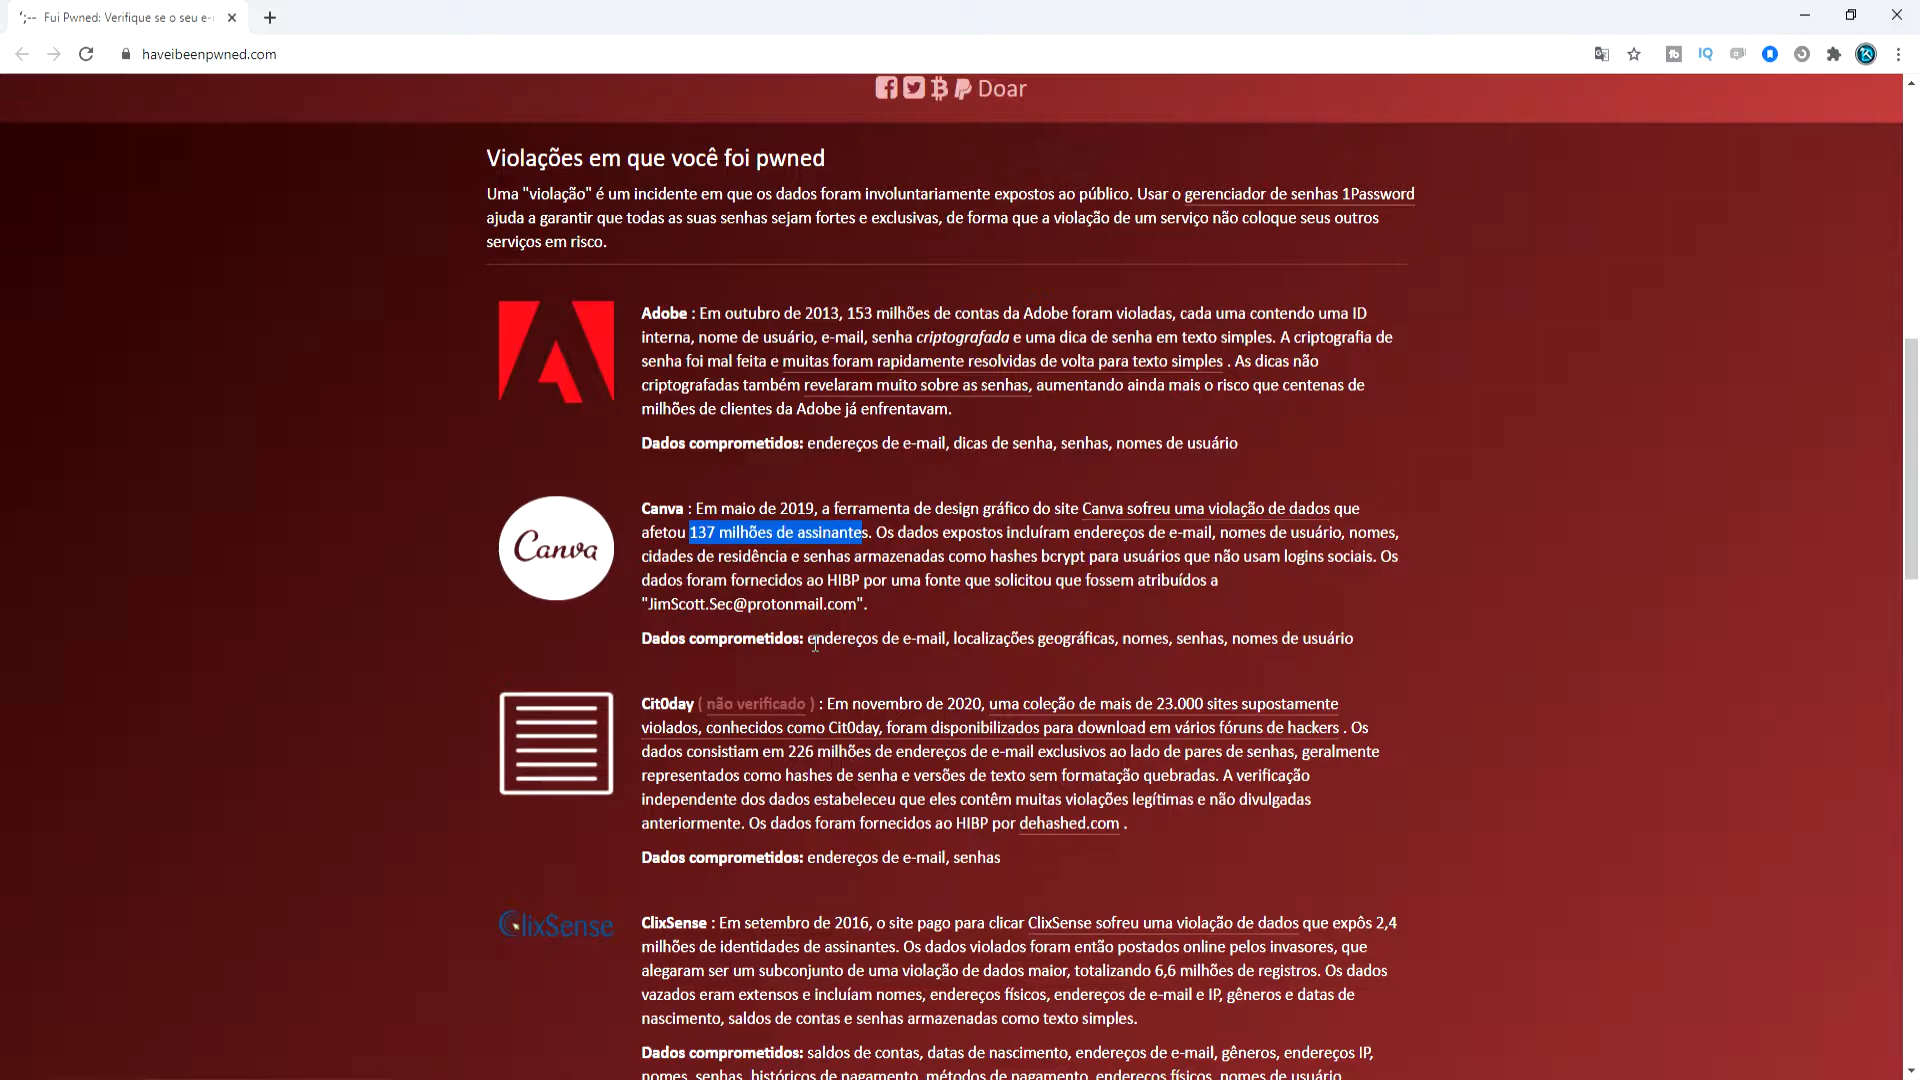 Fui Pwned: Verifique se o seu e-
haveibeenpwned.com
Doar
Violações em que você foi pwned
Uma "violação" é um incidente em que os dados foram involuntariamente expostos ao público. Usar o gerenciador de senhas 1Password
ajuda a garantir que todas as suas senhas sejam fortes e exclusivas, de forma que a violação de um serviço não coloque seus outros
serviços em risco.
Adobe : Em outubro de 2013, 153 milhões de contas da Adobe foram violadas, cada uma contendo uma ID
interna, nome de usuário, e-mail, senha criptografada e uma dica de senha em texto simples. A criptografia de
senha foi mal feita e muitas foram rapidamente resolvidas de volta para texto simples . As dicas não
criptografadas também revelaram muito sobre as senhas, aumentando ainda mais o risco que centenas de
milhões de clientes da Adobe já enfrentavam.
Dados comprometidos: endereços de e-mail, dicas de senha, senhas, nomes de usuário
Canva
Canva : Em maio de 2019, a ferramenta de design gráfico do site Canva sofreu uma violação de dados que
afetou 137 milhões de assinantes. Os dados expostos incluíram endereços de e-mail, nomes de usuário, nomes,
cidades de residência e senhas armazenadas como hashes bcrypt para usuários que não usam logins sociais. Os
dados foram fornecidos ao HIBP por uma fonte que solicitou que fossem atribuídos a
"JimScott.Sec@protonmail.com".
Dados comprometidos: endereços de e-mail, localizações geográficas, nomes, senhas, nomes de usuário
Cit0day ( não verificado ) : Em novembro de 2020, uma coleção de mais de 23.000 sites supostamente
violados, conhecidos como Cit0day, foram disponibilizados para download em vários fóruns de hackers . Os
dados consistiam em 226 milhões de endereços de e-mail exclusivos ao lado de pares de senhas, geralmente
representados como hashes de senha e versões de texto sem formatação quebradas. A verificação
independente dos dados estabeleceu que eles contêm muitas violações legítimas e não divulgadas
anteriormente. Os dados foram fornecidos ao HIBP por dehashed.com .
Dados comprometidos: endereços de e-mail, senhas
ClixSense
ClixSense : Em setembro de 2016, o site pago para clicar ClixSense sofreu uma violação de dados que expôs 2,4
milhões de identidades de assinantes. Os dados violados foram então postados online pelos invasores, que
alegaram ser um subconjunto de uma violação de dados maior, totalizando 6,6 milhões de registros. Os dados
vazados eram extensos e incluíam nomes, endereços físicos, endereços de e-mail e IP, gêneros e datas de
nascimento, saldos de contas e senhas armazenadas como texto simples.
Dados comprometidos: saldos de contas, datas de nascimento, endereços de e-mail, gêneros, endereços IP,
nomes, senhas, históricos de pagamento, métodos de pagamento, endereços físicos, nomes de usuário